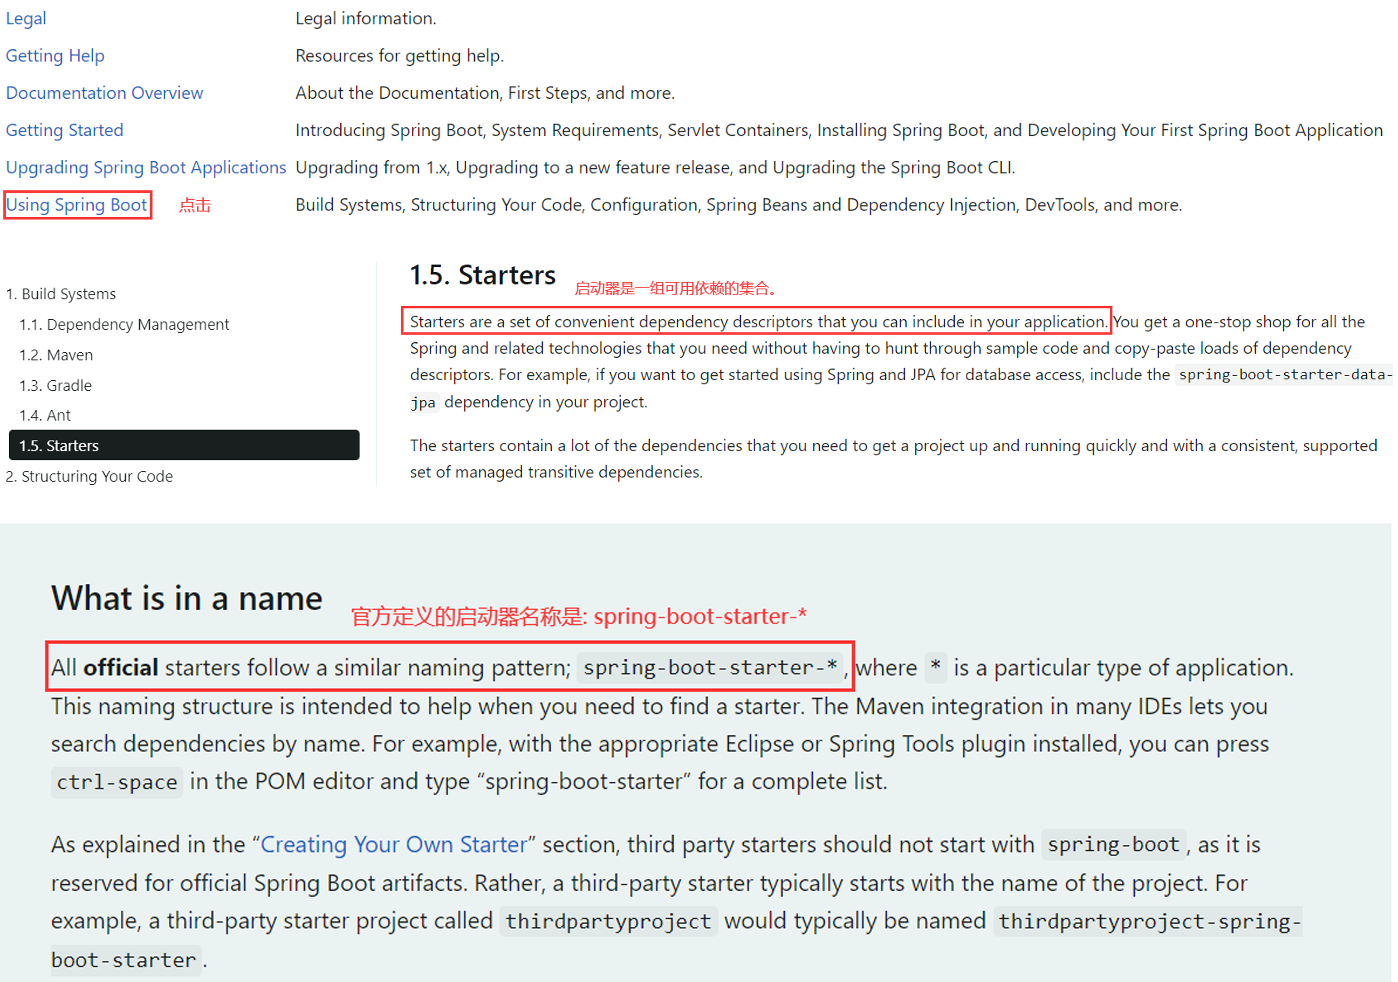 Legal Legal information.
Getting Help Resources for getting help.
Documentation Overview About the Documentation, First Steps, and more.
Getting Started Introducing Spring Boot, System Requirements, Servlet Containers, Installing Spring Boot, and Developing Your First Spring Boot Application
Upgrading Spring Boot Applications Upgrading from 1.x, Upgrading to a new feature release, and Upgrading the Spring Boot CLI.
Using Spring Boot 点击 Build Systems, Structuring Your Code, Configuration, Spring Beans and Dependency Injection, DevTools, and more.
1. Build Systems
1.1. Dependency Management
1.2. Maven
1.3. Gradle
1.4. Ant
1.5. Starters
2. Structuring Your Code
1.5. Starters
启动器是一组可用依赖的集合。
Starters are a set of convenient dependency descriptors that you can include in your application. You get a one-stop shop for all the
Spring and related technologies that you need without having to hunt through sample code and copy-paste loads of dependency
descriptors. For example, if you want to get started using Spring and JPA for database access, include the spring-boot-starter-data-
jpa dependency in your project.
The starters contain a lot of the dependencies that you need to get a project up and running quickly and with a consistent, supported
set of managed transitive dependencies.
What is in a name
官方定义的启动器名称是: spring-boot-starter-*
All official starters follow a similar naming pattern; spring-boot-starter-*, where * is a particular type of application.
This naming structure is intended to help when you need to find a starter. The Maven integration in many IDEs lets you
search dependencies by name. For example, with the appropriate Eclipse or Spring Tools plugin installed, you can press
ctrl-space in the POM editor and type “spring-boot-starter” for a complete list.
As explained in the “Creating Your Own Starter” section, third party starters should not start with spring-boot, as it is
reserved for official Spring Boot artifacts. Rather, a third-party starter typically starts with the name of the project. For
example, a third-party starter project called thirdpartyproject would typically be named thirdpartyproject-spring-
boot-starter.